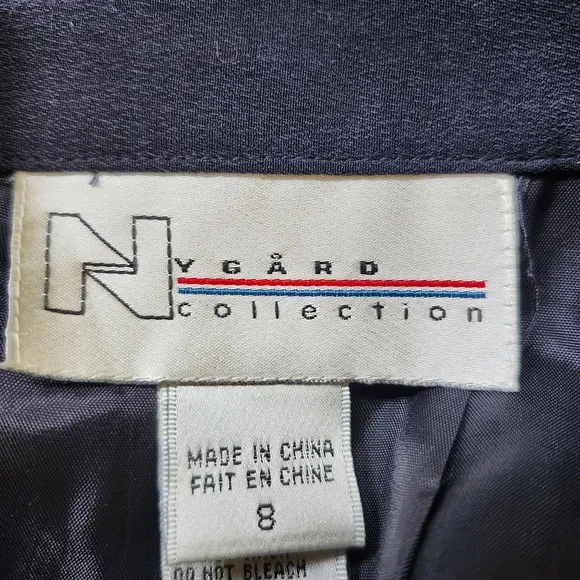 NYGÅRD
collection
MADE IN CHINA
FAIT EN CHINE
8
DO NOT BLEACH